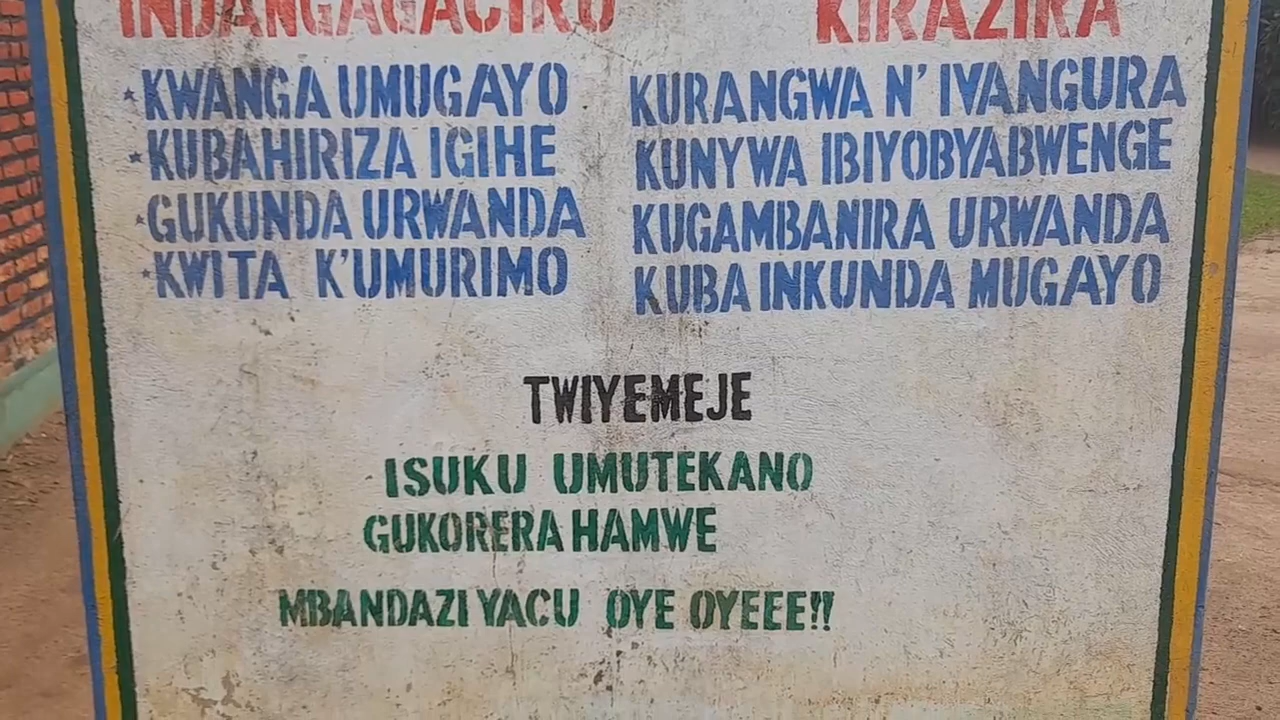 INDANGAGACIRO
KIRAZIRA
KWANGA UMUGAYO
KUBAHIRIZA IGIHE
GUKUNDA URWANDA
KWITA K'UMURIMO
KURANGWA N' IVANGURA
KUNYWA IBIYOBYABWENGE
KUGAMBANIRA URWANDA
KUBA INKUNDA MUGAYO
TWIYEMEJE
ISUKU UMUTEKANO
GUKORERA HAMWE
MBANDAZI YACU OYE OYEEE!!